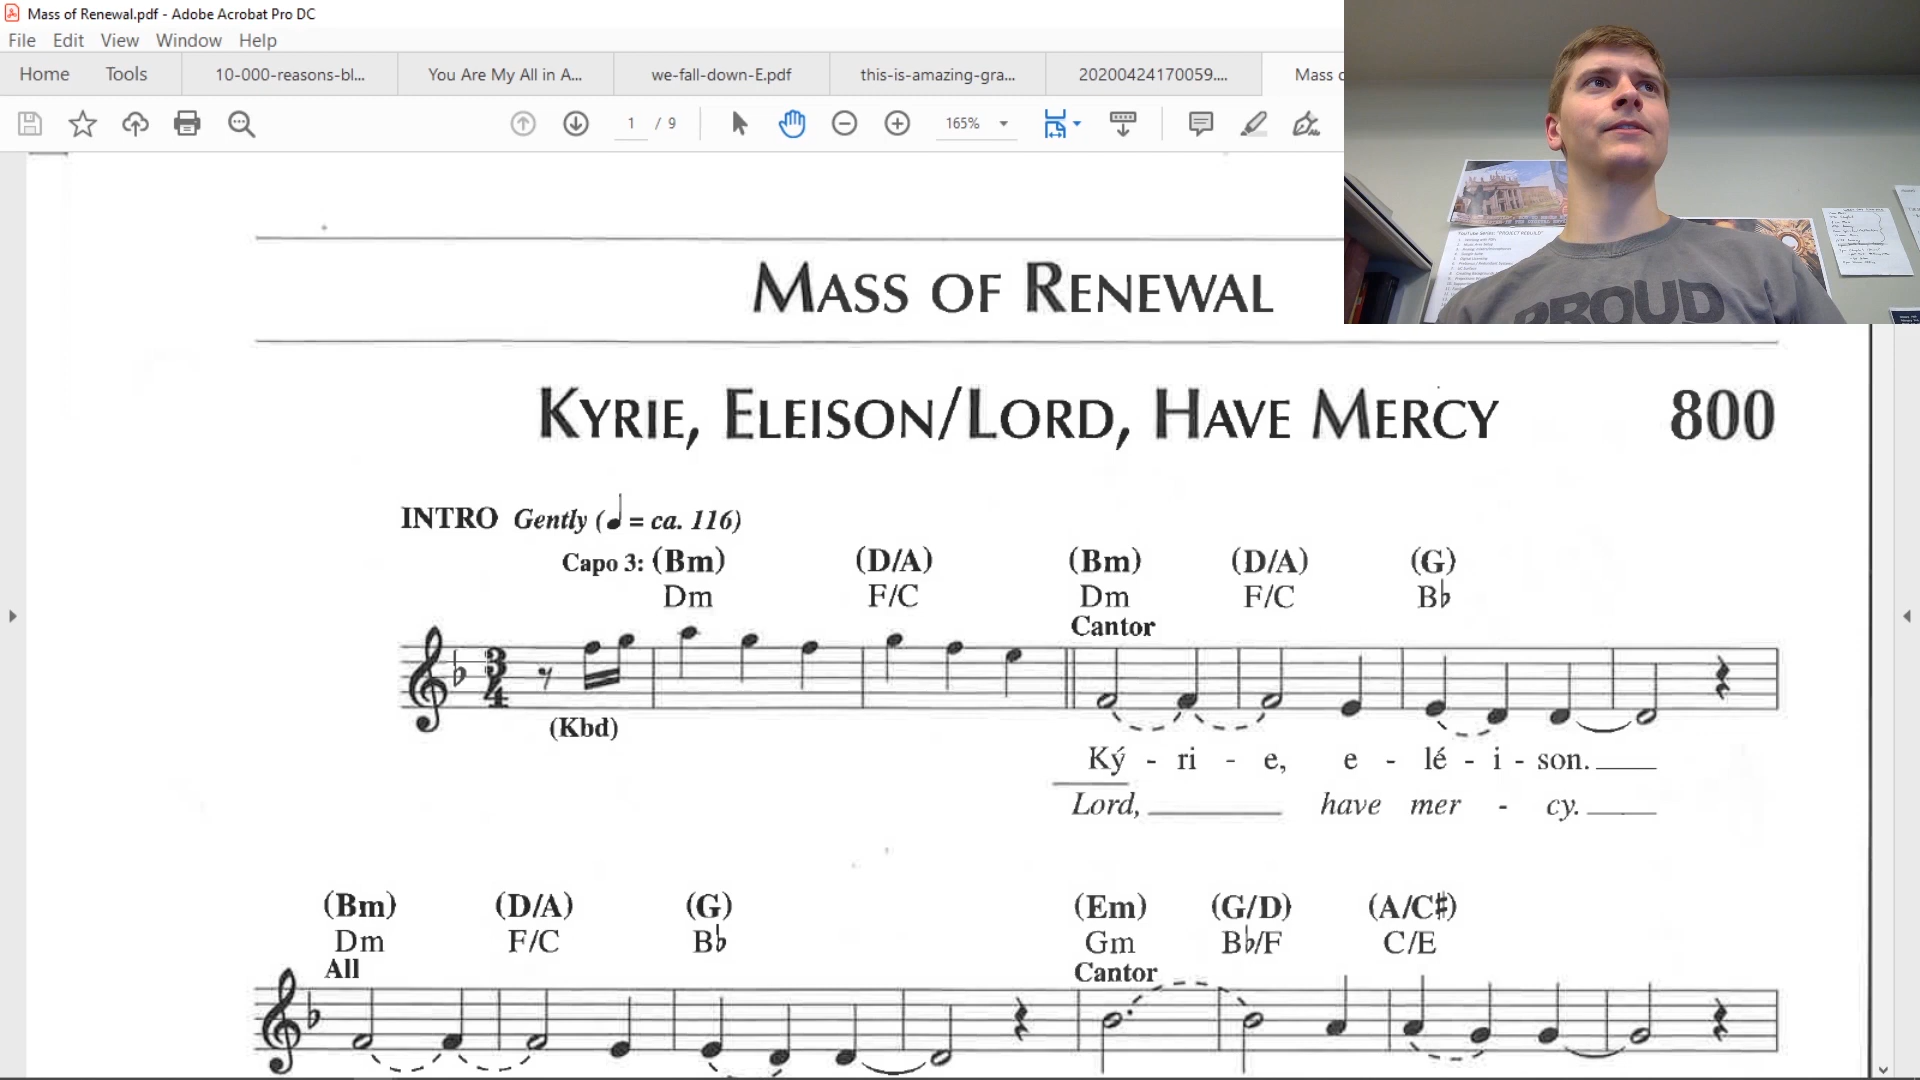 Mass of Renewal.pdf - Adobe Acrobat Pro DC
File Edit View Window Help
Home Tools 10-000-reasons-bl... You Are My All in A... we-fall-down-E.pdf this-is-amazing-gra... 20200424170059.... Mass
1 / 9 165%
PROUD
MASS OF RENEWAL
KYRIE, ELEISON/LORD, HAVE MERCY 800
INTRO Gently (♩ = ca. 116)
Capo 3: (Bm) (D/A) (Bm) (D/A) (G)
Dm F/C Dm F/C B♭
Cantor
3
4
(Kbd)
Ký - ri - e, e - lé - i - son.
Lord, have mer - cy.
(Bm) (D/A) (G) (Em) (G/D) (A/C♯)
Dm F/C B♭ Gm B♭/F C/E
All Cantor